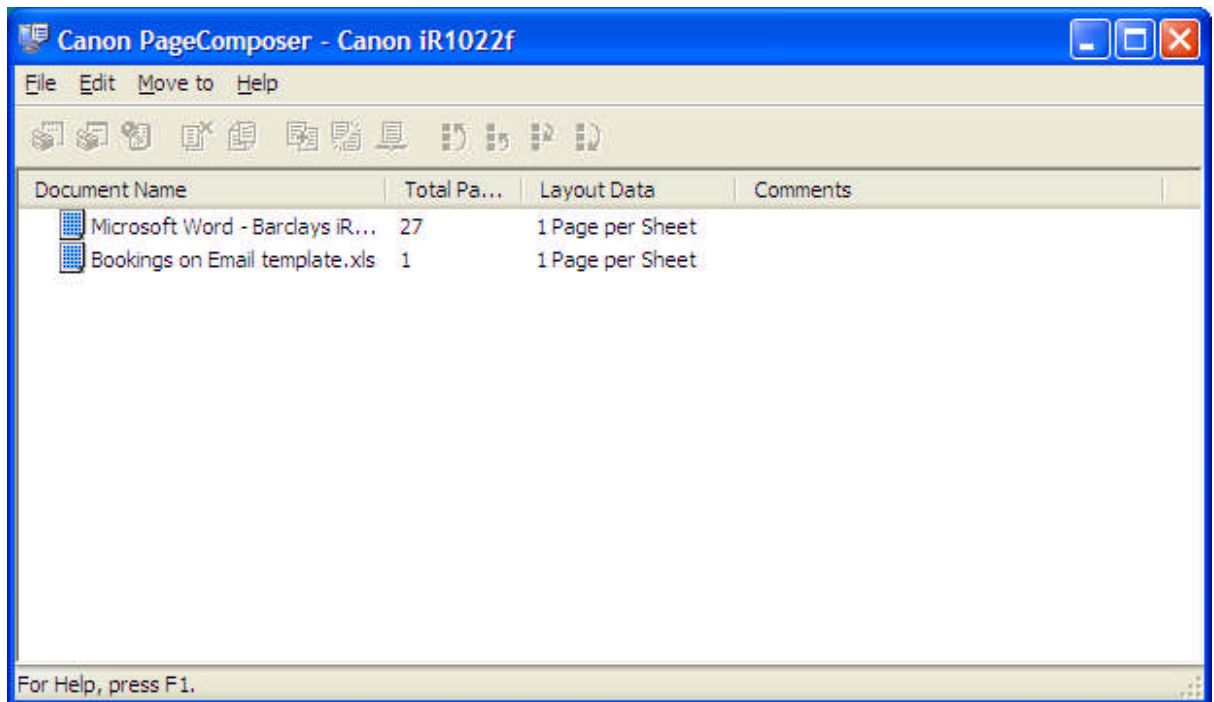 Canon PageComposer - Canon iR1022f
File Edit Move to Help
Document Name Total Pa... Layout Data Comments
Microsoft Word - Barclays iR... 27 1 Page per Sheet
Bookings on Email template.xls 1 1 Page per Sheet
For Help, press F1.